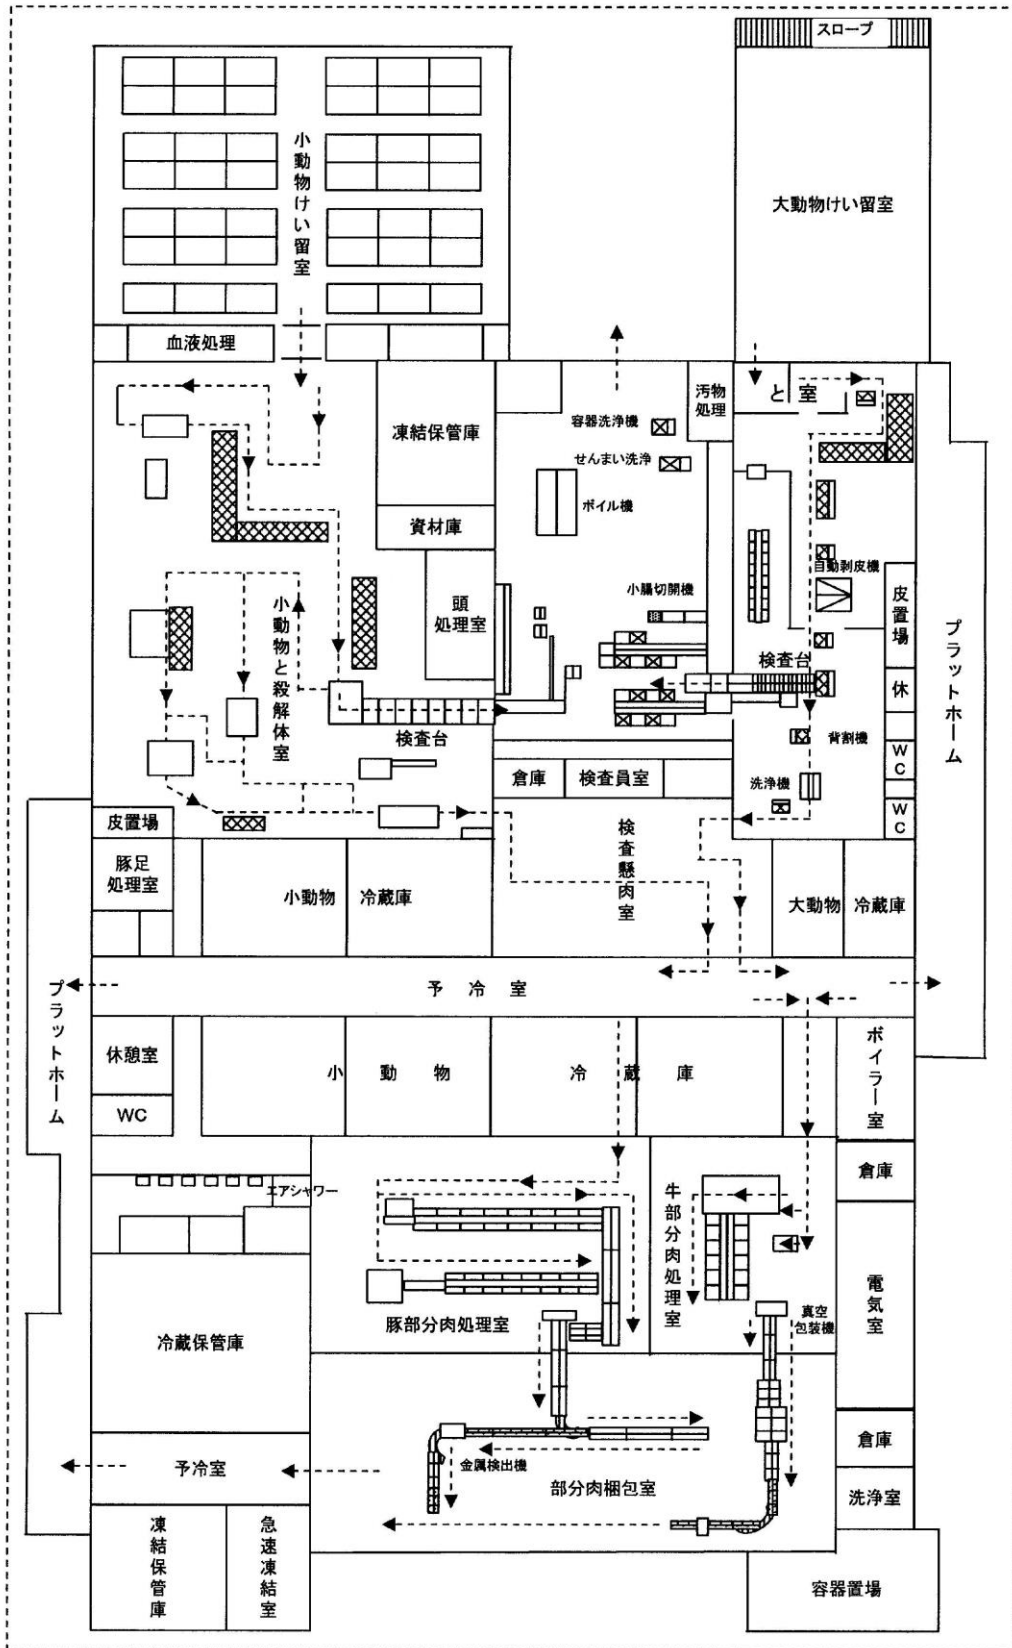 スロープ
小動物けい留室
大動物けい留室
血液処理
凍結保管庫
汚物
処理
と室
容器洗浄機
せんまい洗浄
ボイル機
資材庫
自動剥皮機
皮置場
頭
処理室
小腸切開機
小動物と殺解体室
プラットホーム
検査台
休
検査台
背割機
WC
倉庫
検査員室
洗浄機
皮置場
WC
豚足
処理室
検査懸肉室
小動物 冷蔵庫
大動物 冷蔵庫
プラットホーム
予冷室
休憩室
小動物冷蔵庫
ボイラー室
WC
倉庫
エアシャワー
牛部分肉処理室
電気室
豚部分肉処理室
真空
包装機
冷蔵保管庫
予冷室
金属検出機
部分肉梱包室
倉庫
洗浄室
凍結保管庫
急速凍結室
容器置場